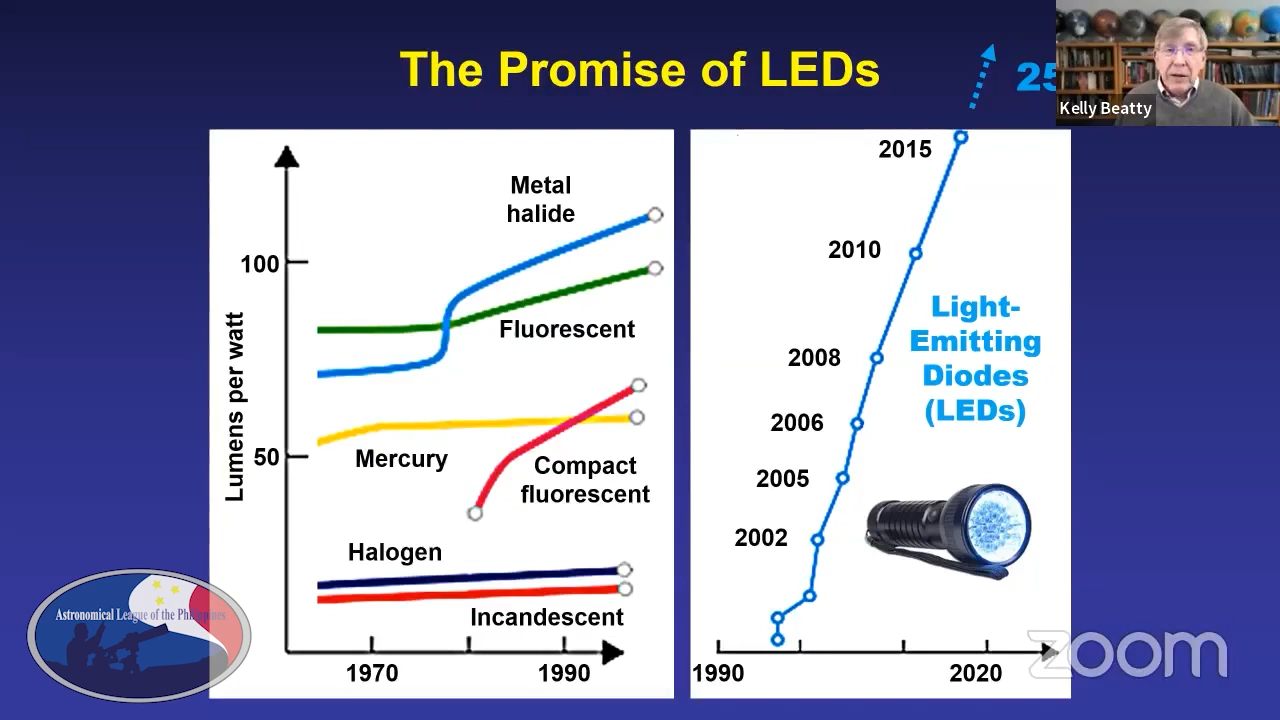 The Promise of LEDs
25
Kelly Beatty
Metal
halide
100
Fluorescent
Lumens per watt
50
Mercury
Compact
fluorescent
Halogen
Incandescent
1970
1990
2015
2010
Light-
Emitting
Diodes
(LEDs)
2008
2006
2005
2002
1990
2020
Astronomical League of the Philippines
zoom